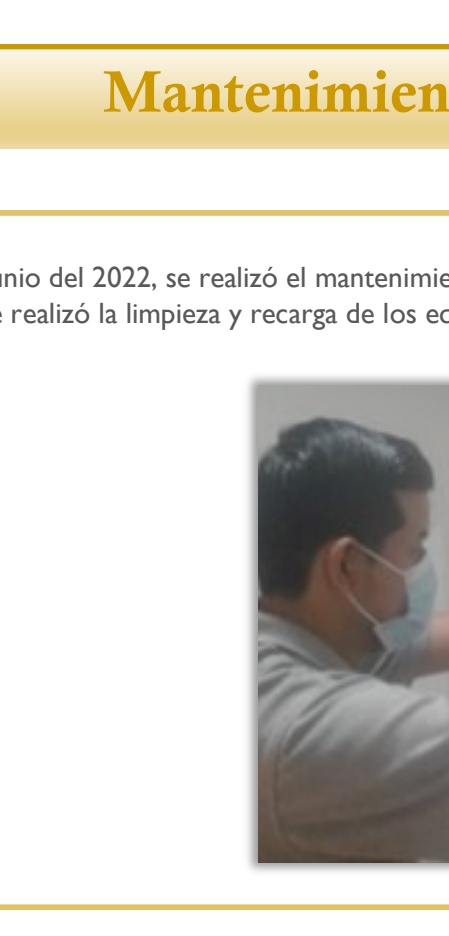 Mantenimien
unio del 2022, se realizó el mantenimie
e realizó la limpieza y recarga de los ec